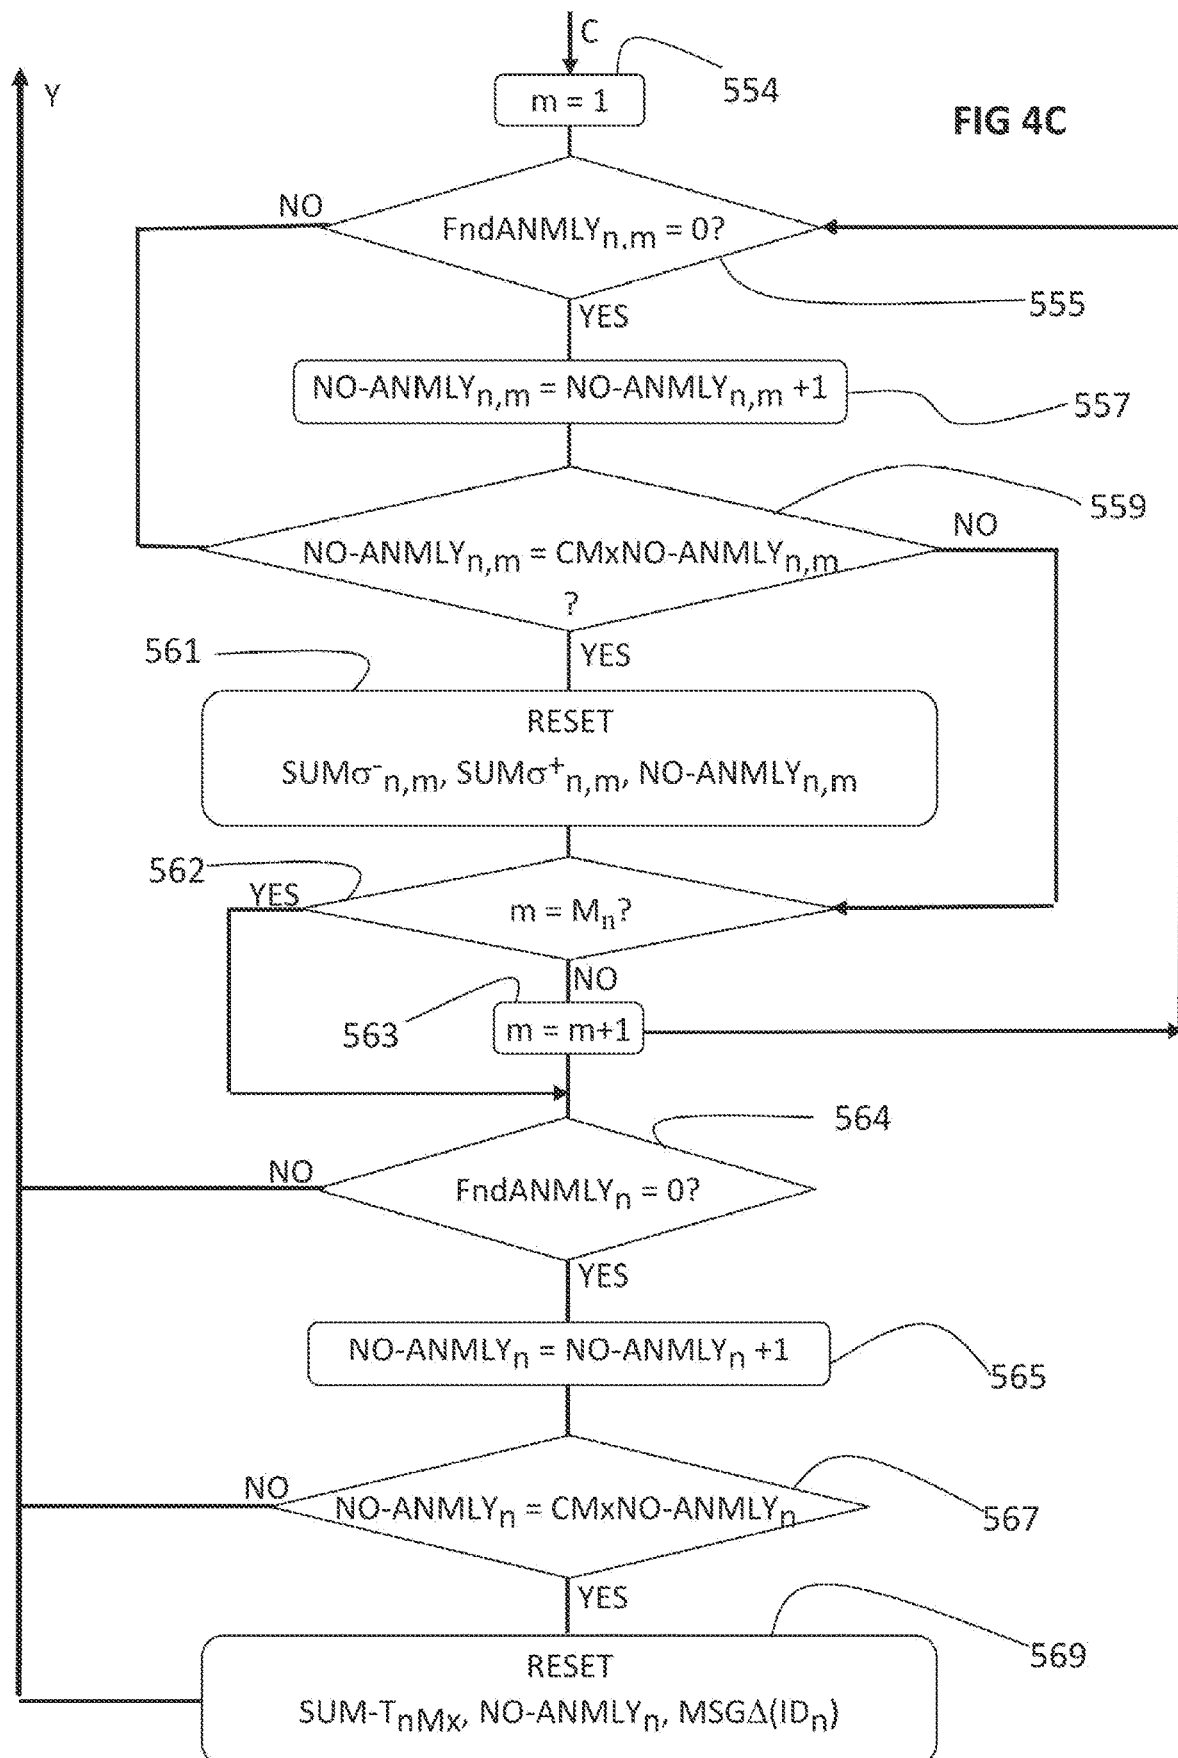 C
Y
554
m = 1
FIG 4C
NO
FndANMLYn,m = 0?
555
YES
NO-ANMLYn,m = NO-ANMLYn,m +1
557
559
NO
NO-ANMLYn,m = CMxNO-ANMLYn,m
?
561
YES
RESET
SUMσ-n,m, SUMσ+n,m, NO-ANMLYn,m
562
YES
m = Mn?
NO
563
m = m+1
564
NO
FndANMLYn = 0?
YES
NO-ANMLYn = NO-ANMLYn +1
565
NO
NO-ANMLYn = CMxNO-ANMLYn
567
YES
569
RESET
SUM-TnMx, NO-ANMLYn, MSGΔ(IDn)